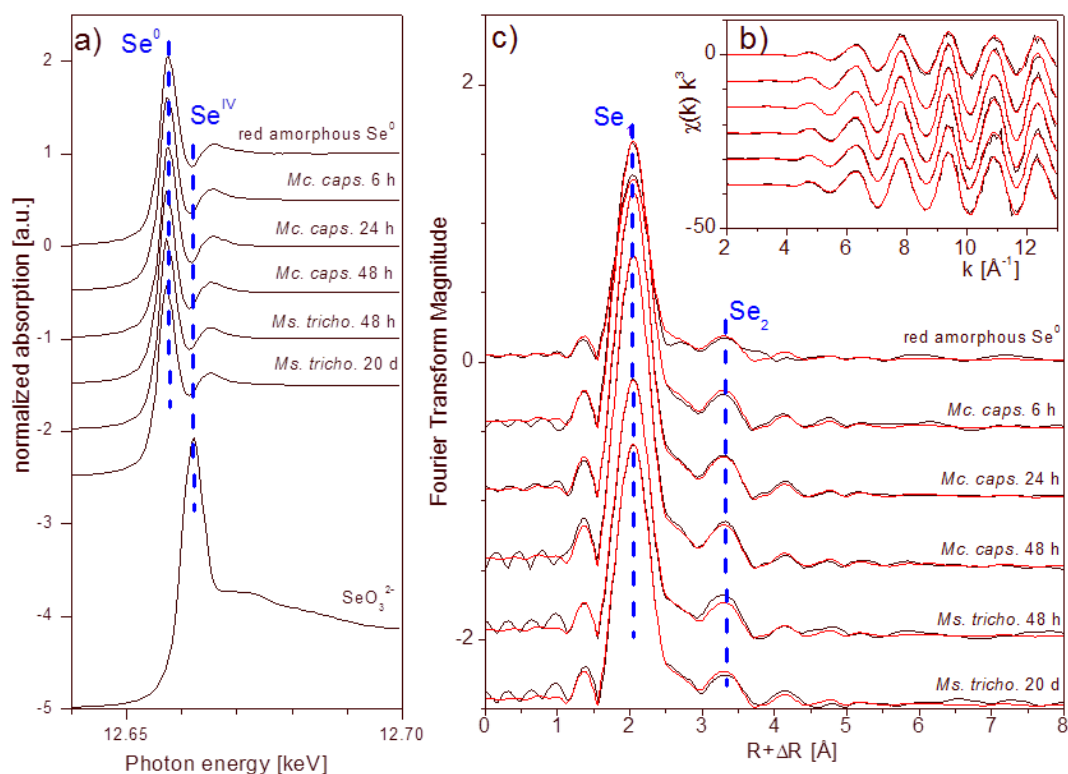 a)
Se⁰
Seᴵⱽ
red amorphous Se⁰
Mc. caps. 6 h
Mc. caps. 24 h
Mc. caps. 48 h
Ms. tricho. 48 h
Ms. tricho. 20 d
SeO₃²⁻
2
1
0
-1
-2
-3
-4
-5
normalized absorption [a.u.]
12.65
12.70
Photon energy [keV]
c)
Se₁
Se₂
red amorphous Se⁰
Mc. caps. 6 h
Mc. caps. 24 h
Mc. caps. 48 h
Ms. tricho. 48 h
Ms. tricho. 20 d
2
0
-2
Fourier Transform Magnitude
0
1
2
3
4
5
6
7
8
R+ΔR [Å]
b)
0
-50
χ(k) k³
2
4
6
8
10
12
k [Å⁻¹]